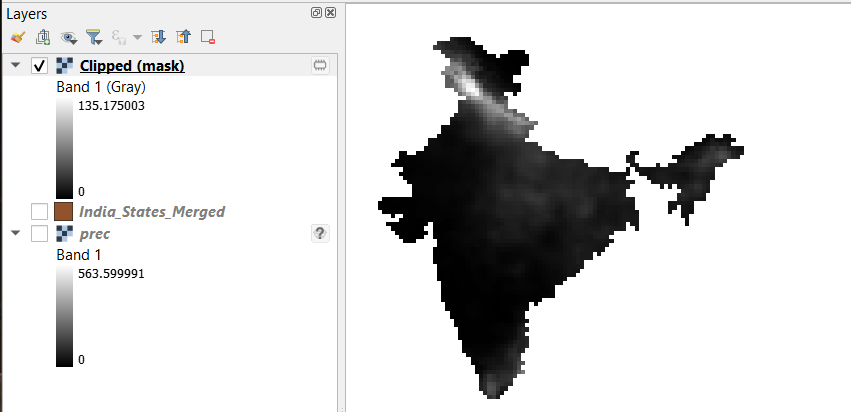 Layers
Clipped (mask)
Band 1 (Gray)
135.175003
0
India_States_Merged
prec
?
Band 1
563.599991
0